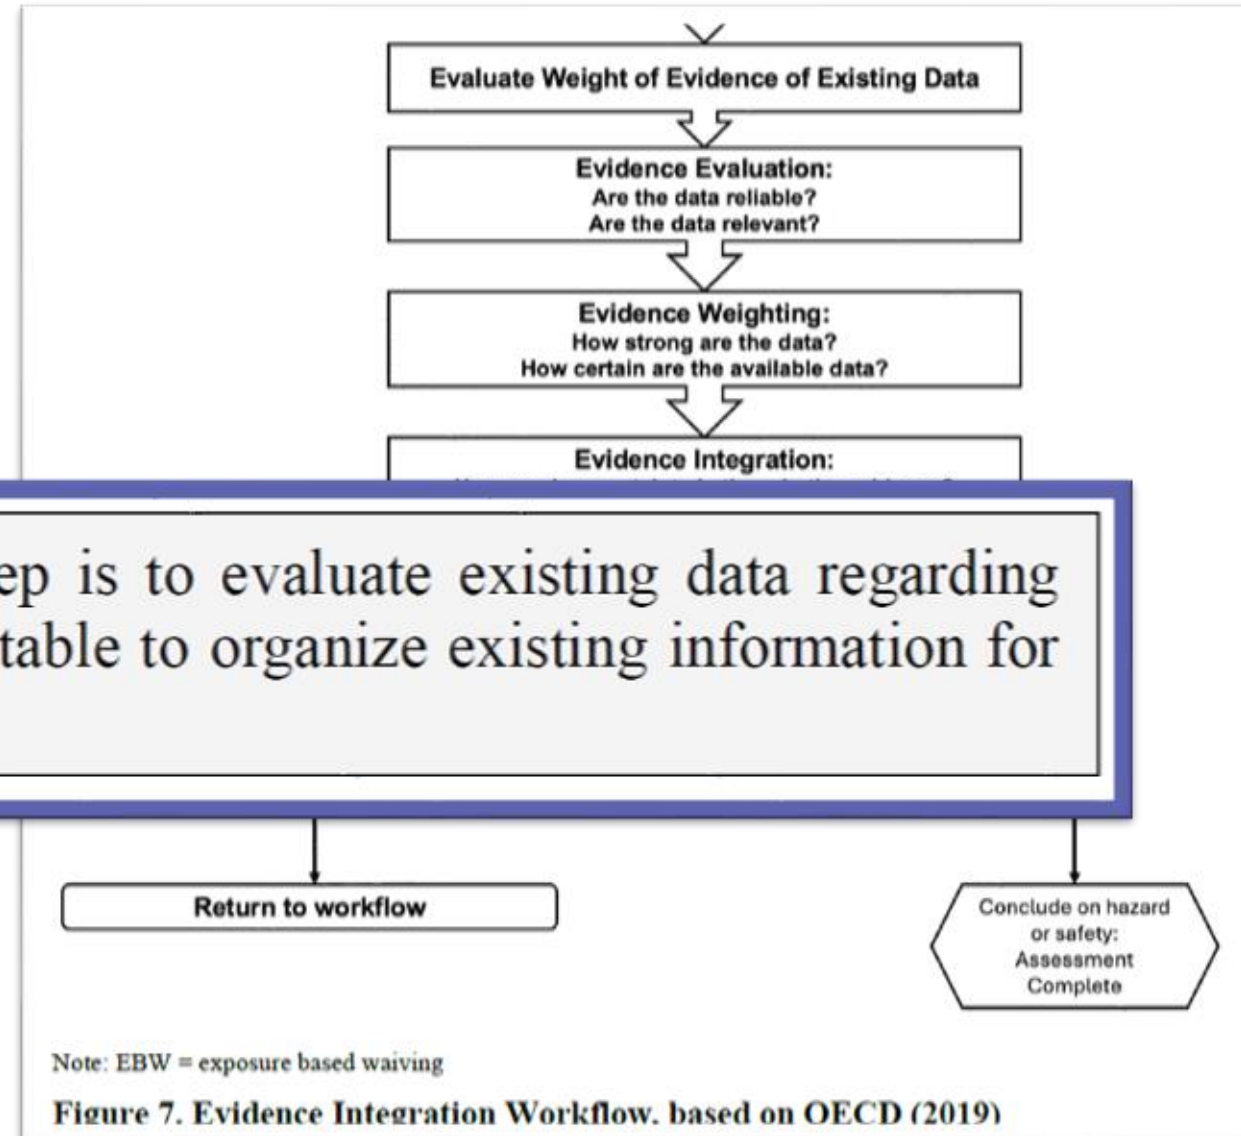 Evaluate Weight of Evidence of Existing Data
Evidence Evaluation:
Are the data reliable?
Are the data relevant?
Evidence Weighting:
How strong are the data?
How certain are the available data?
Evidence Integration:
ep is to evaluate existing data regarding
table to organize existing information for
Return to workflow
Conclude on hazard
or safety:
Assessment
Complete
Note: EBW = exposure based waiving
Figure 7. Evidence Integration Workflow, based on OECD (2019)